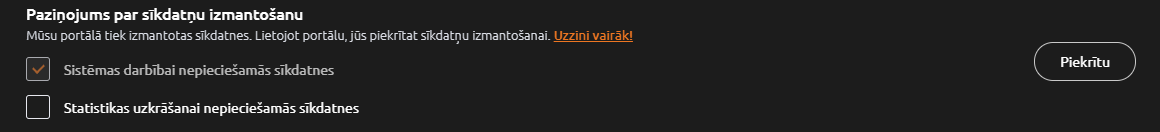 Paziņojums par sīkdatņu izmantošanu
Mūsu portālā tiek izmantotas sīkdatnes. Lietojot portālu, jūs piekrītat sīkdatņu izmantošanai. Uzzini vairāk!
Sistēmas darbībai nepieciešamās sīkdatnes
Piekrītu
Statistikas uzkrāšanai nepieciešamās sīkdatnes